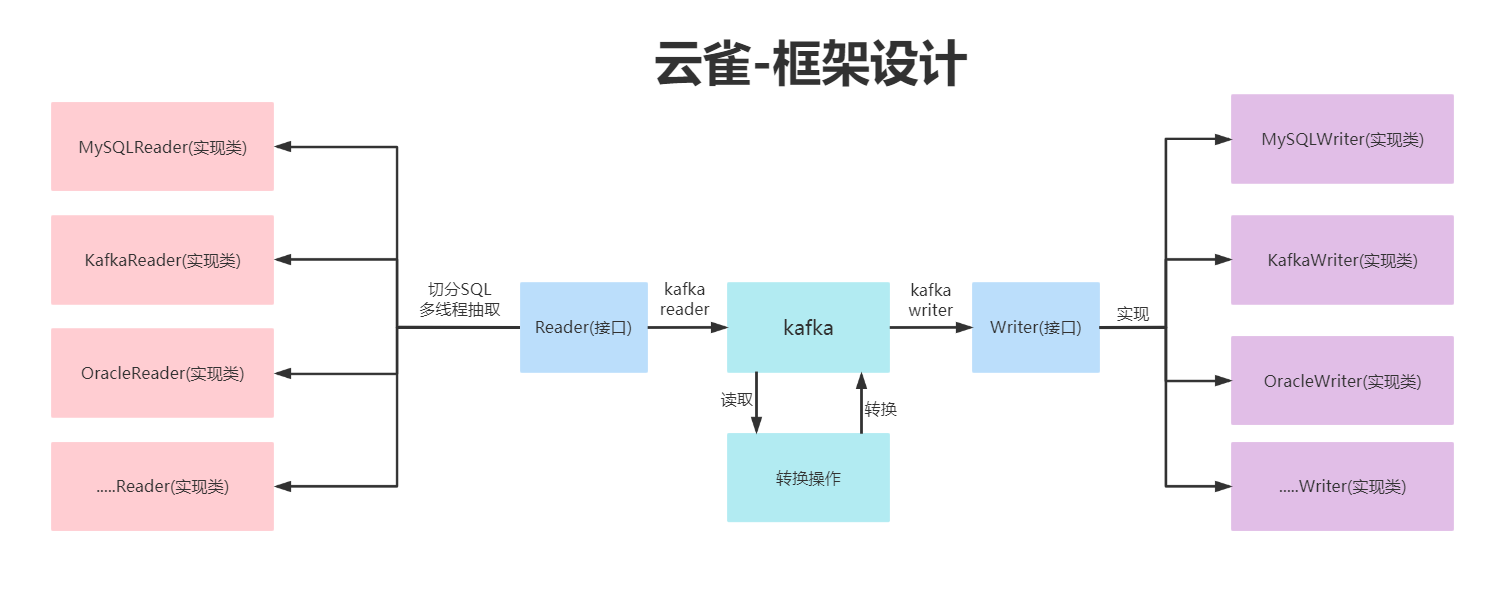 云雀-框架设计
MySQLReader(实现类)
KafkaReader(实现类)
OracleReader(实现类)
.....Reader(实现类)
切分SQL
多线程抽取
Reader(接口)
kafka
reader
kafka
读取
转换
转换操作
kafka
writer
Writer(接口)
实现
MySQLWriter(实现类)
KafkaWriter(实现类)
OracleWriter(实现类)
.....Writer(实现类)